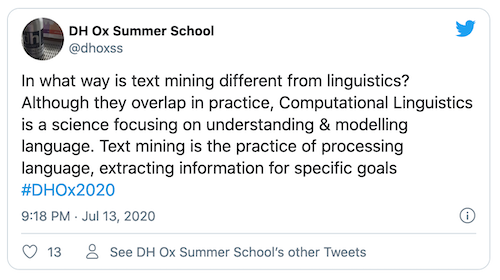 DH Ox Summer School
@dhoxss
In what way is text mining different from linguistics?
Although they overlap in practice, Computational Linguistics
is a science focusing on understanding & modelling
language. Text mining is the practice of processing
language, extracting information for specific goals
#DHOx2020
9:18 PM · Jul 13, 2020
13 See DH Ox Summer School's other Tweets